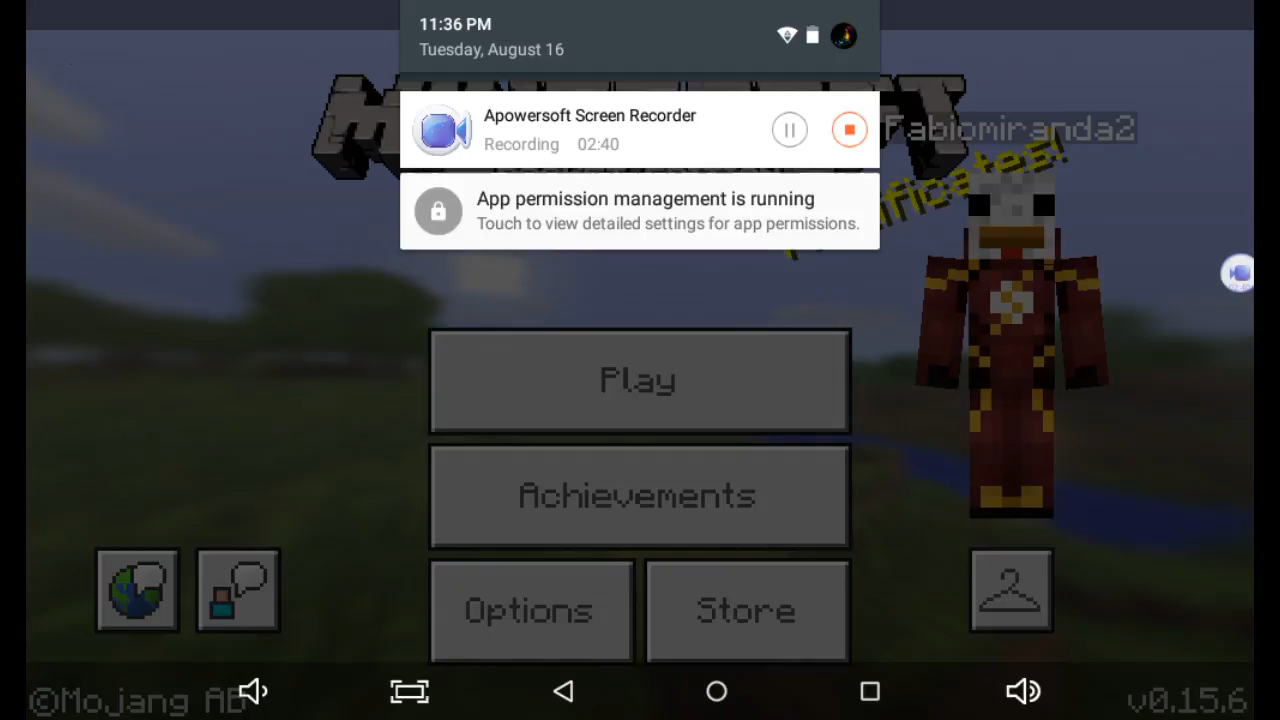 11:36 PM
Tuesday, August 16
Apowersoft Screen Recorder
Recording 02:40
Pablomiranda2
App permission management is running
Touch to view detailed settings for app permissions.
Play
Achievements
Options
Store
©Mojang AB
v0.15.6